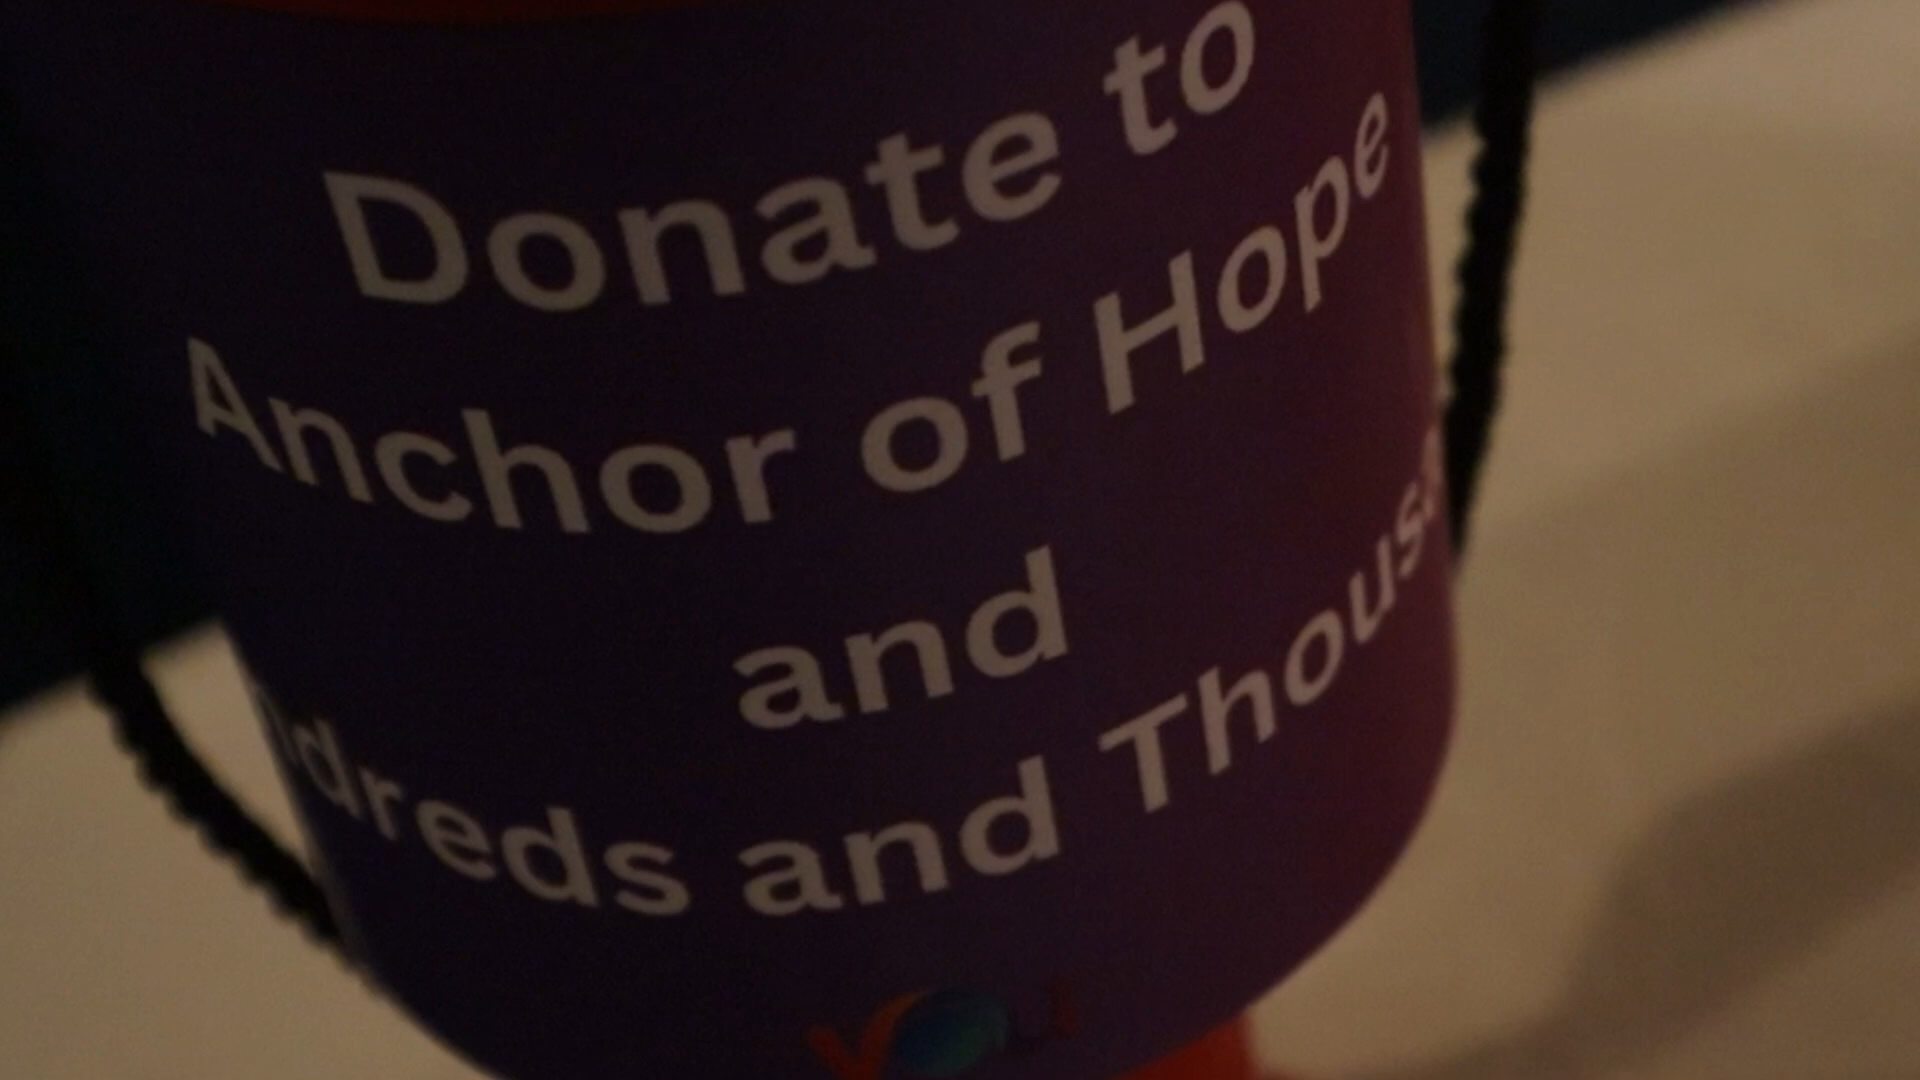 Donate to
Anchor of Hope
and
dreds and Thous